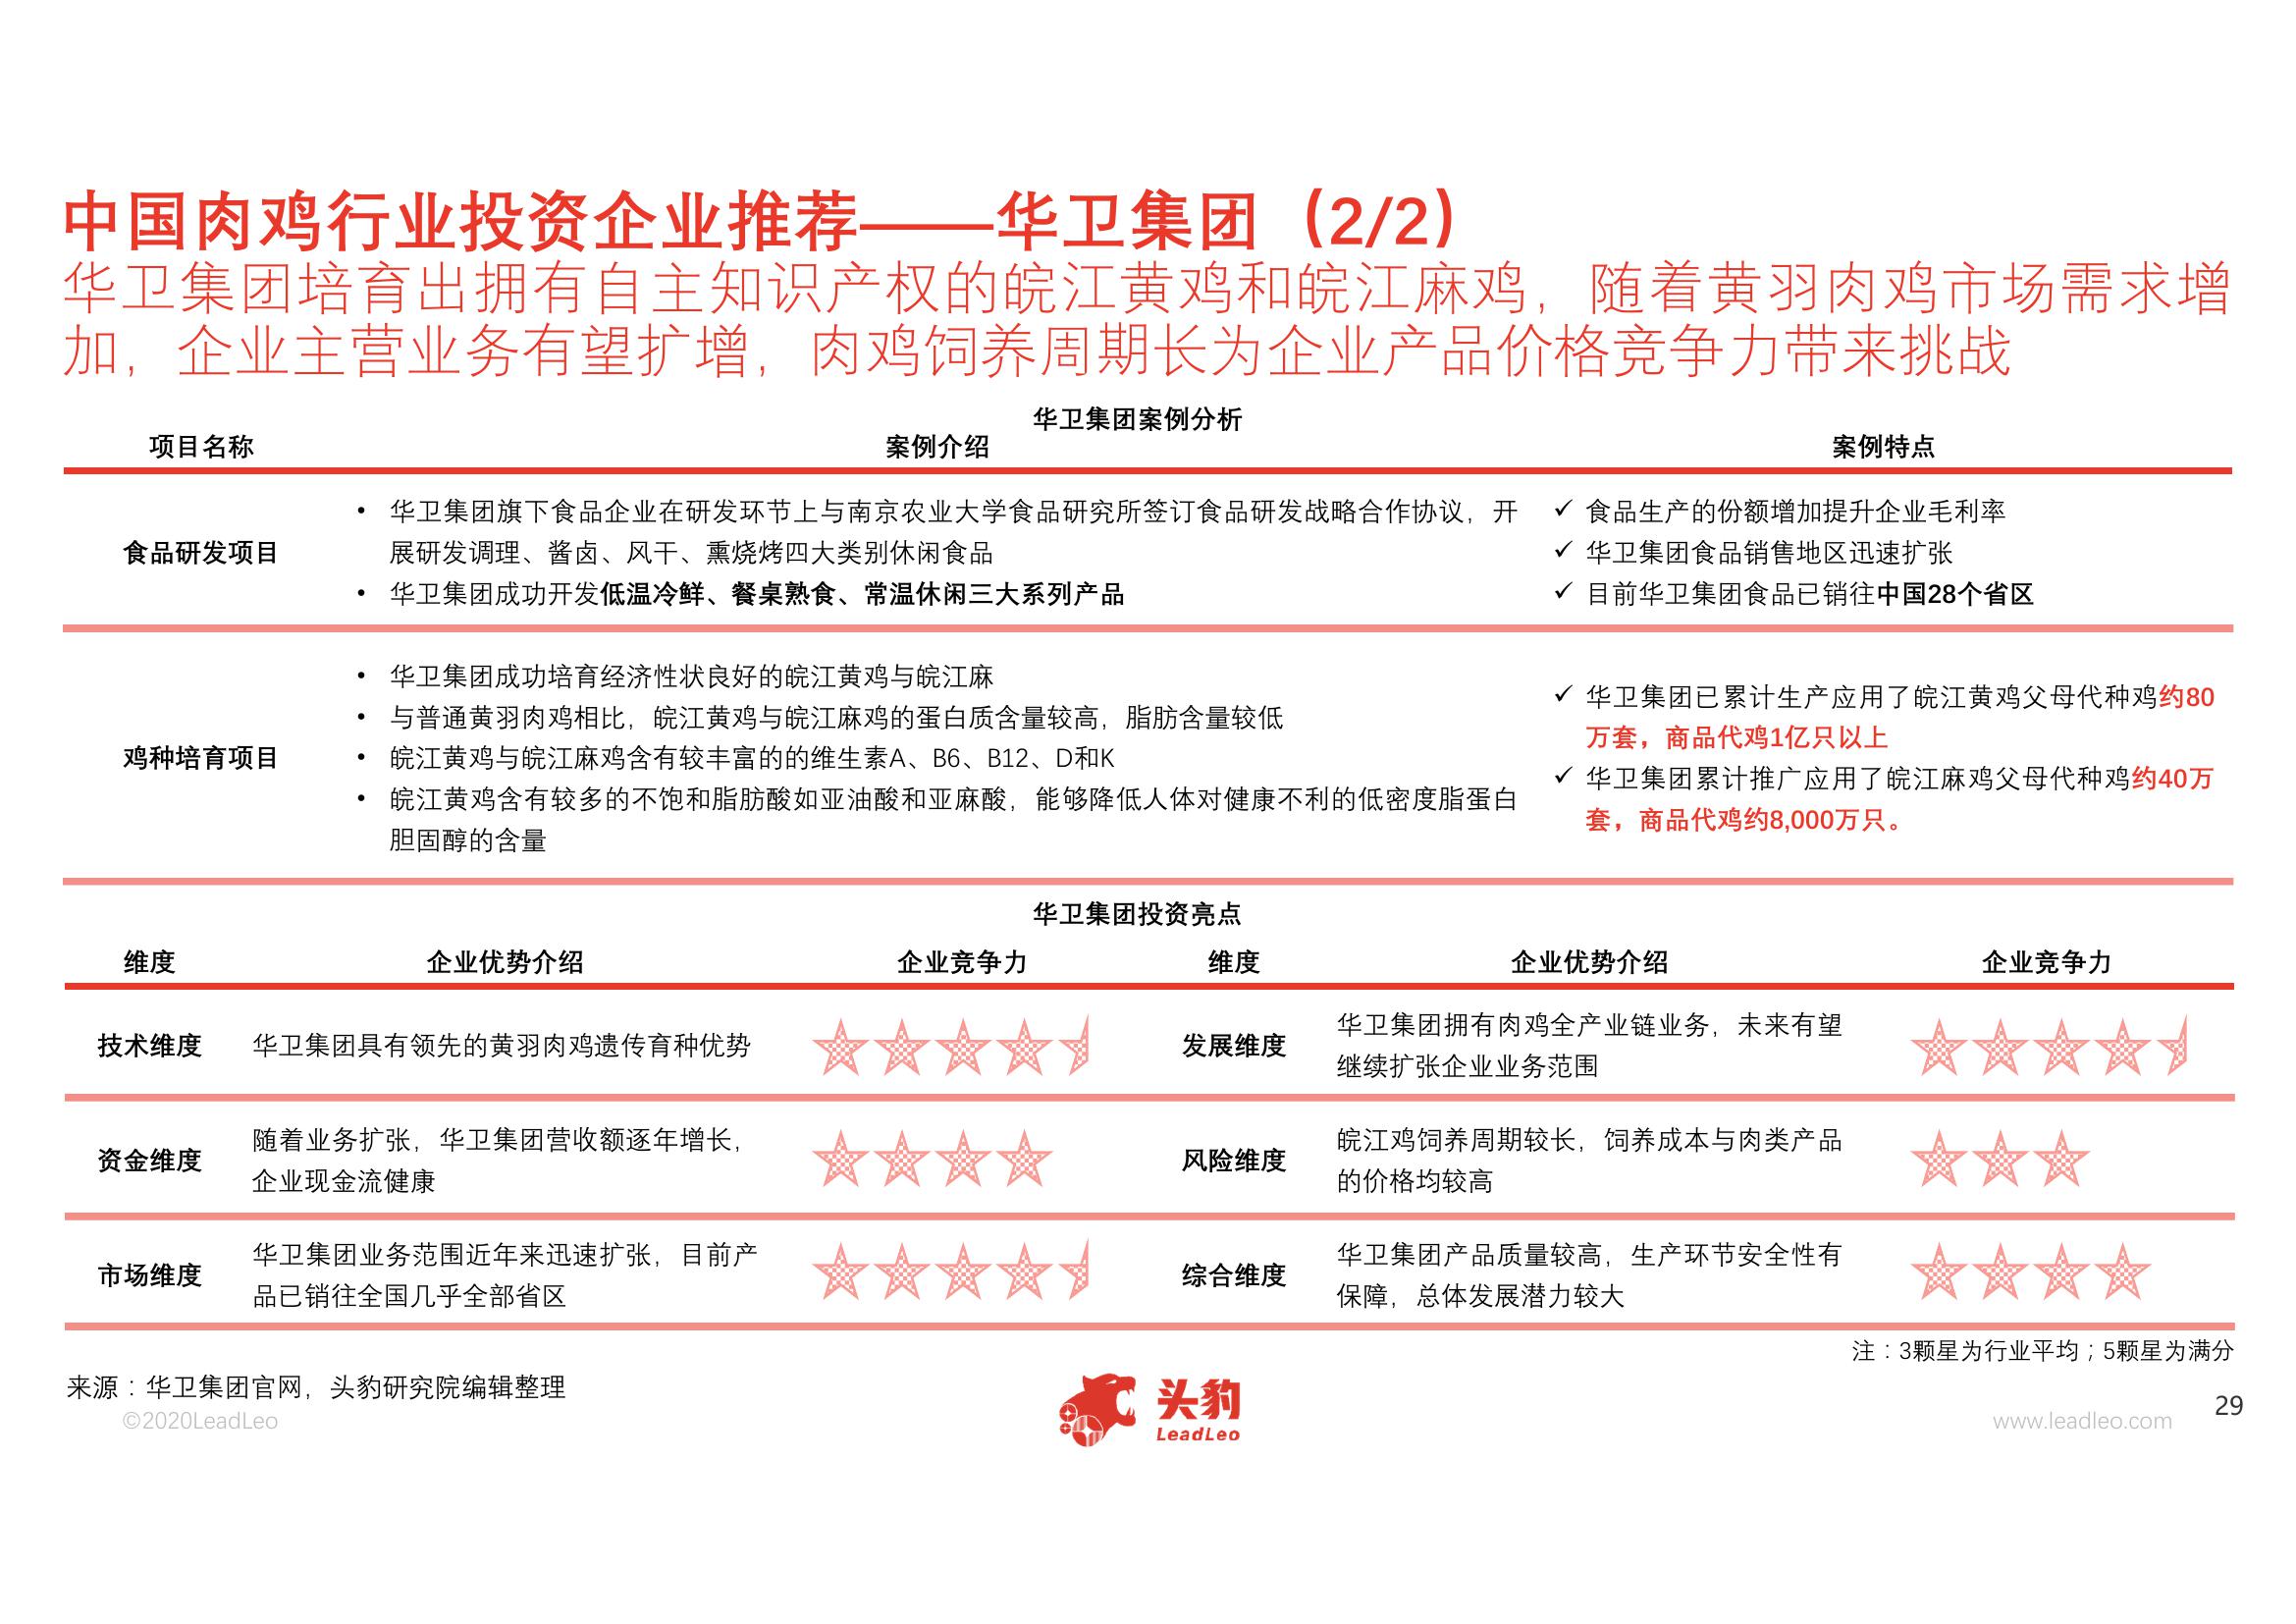 中国肉鸡行业投资企业推荐——华卫集团（2/2）
华卫集团培育出拥有自主知识产权的皖江黄鸡和皖江麻鸡，随着黄羽肉鸡市场需求增
加，企业主营业务有望扩增，肉鸡饲养周期长为企业产品价格竞争力带来挑战
华卫集团案例分析
项目名称 案例介绍 案例特点
食品研发项目
• 华卫集团旗下食品企业在研发环节上与南京农业大学食品研究所签订食品研发战略合作协议，开
展研发调理、酱卤、风干、熏烧烤四大类别休闲食品
• 华卫集团成功开发低温冷鲜、餐桌熟食、常温休闲三大系列产品
✓ 食品生产的份额增加提升企业毛利率
✓ 华卫集团食品销售地区迅速扩张
✓ 目前华卫集团食品已销往中国28个省区
鸡种培育项目
• 华卫集团成功培育经济性状良好的皖江黄鸡与皖江麻
• 与普通黄羽肉鸡相比，皖江黄鸡与皖江麻鸡的蛋白质含量较高，脂肪含量较低
• 皖江黄鸡与皖江麻鸡含有较丰富的的维生素A、B6、B12、D和K
• 皖江黄鸡含有较多的不饱和脂肪酸如亚油酸和亚麻酸，能够降低人体对健康不利的低密度脂蛋白
胆固醇的含量
✓ 华卫集团已累计生产应用了皖江黄鸡父母代种鸡约80
万套，商品代鸡1亿只以上
✓ 华卫集团累计推广应用了皖江麻鸡父母代种鸡约40万
套，商品代鸡约8,000万只。
华卫集团投资亮点
维度 企业优势介绍 企业竞争力 维度 企业优势介绍 企业竞争力
技术维度 华卫集团具有领先的黄羽肉鸡遗传育种优势
发展维度 华卫集团拥有肉鸡全产业链业务，未来有望
继续扩张企业业务范围
资金维度 随着业务扩张，华卫集团营收额逐年增长，
企业现金流健康
风险维度 皖江鸡饲养周期较长，饲养成本与肉类产品
的价格均较高
市场维度 华卫集团业务范围近年来迅速扩张，目前产
品已销往全国几乎全部省区
综合维度 华卫集团产品质量较高，生产环节安全性有
保障，总体发展潜力较大
注：3颗星为行业平均；5颗星为满分
来源：华卫集团官网，头豹研究院编辑整理
©2020LeadLeo
头豹
LeadLeo
www.leadleo.com
29